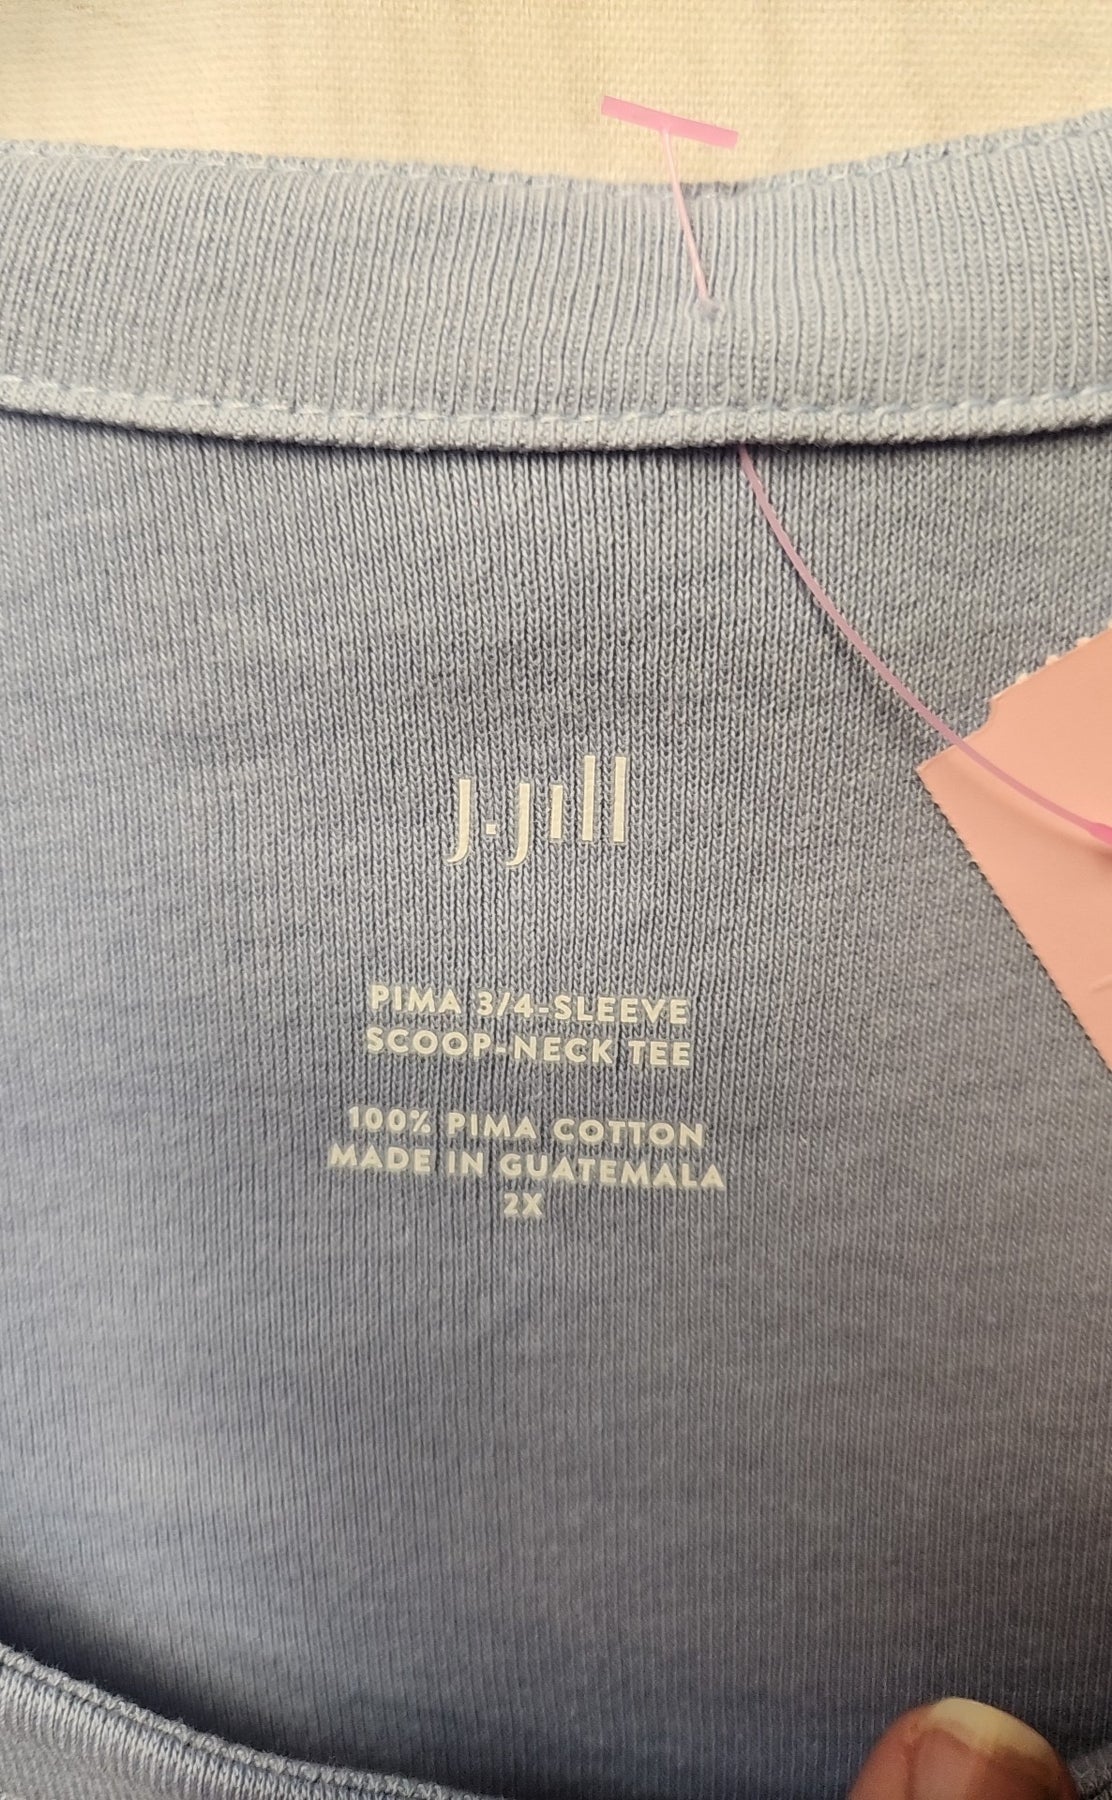 J.Jill
PIMA 3/4-SLEEVE
SCOOP-NECK TEE
100% PIMA COTTON
MADE IN GUATEMALA
2X